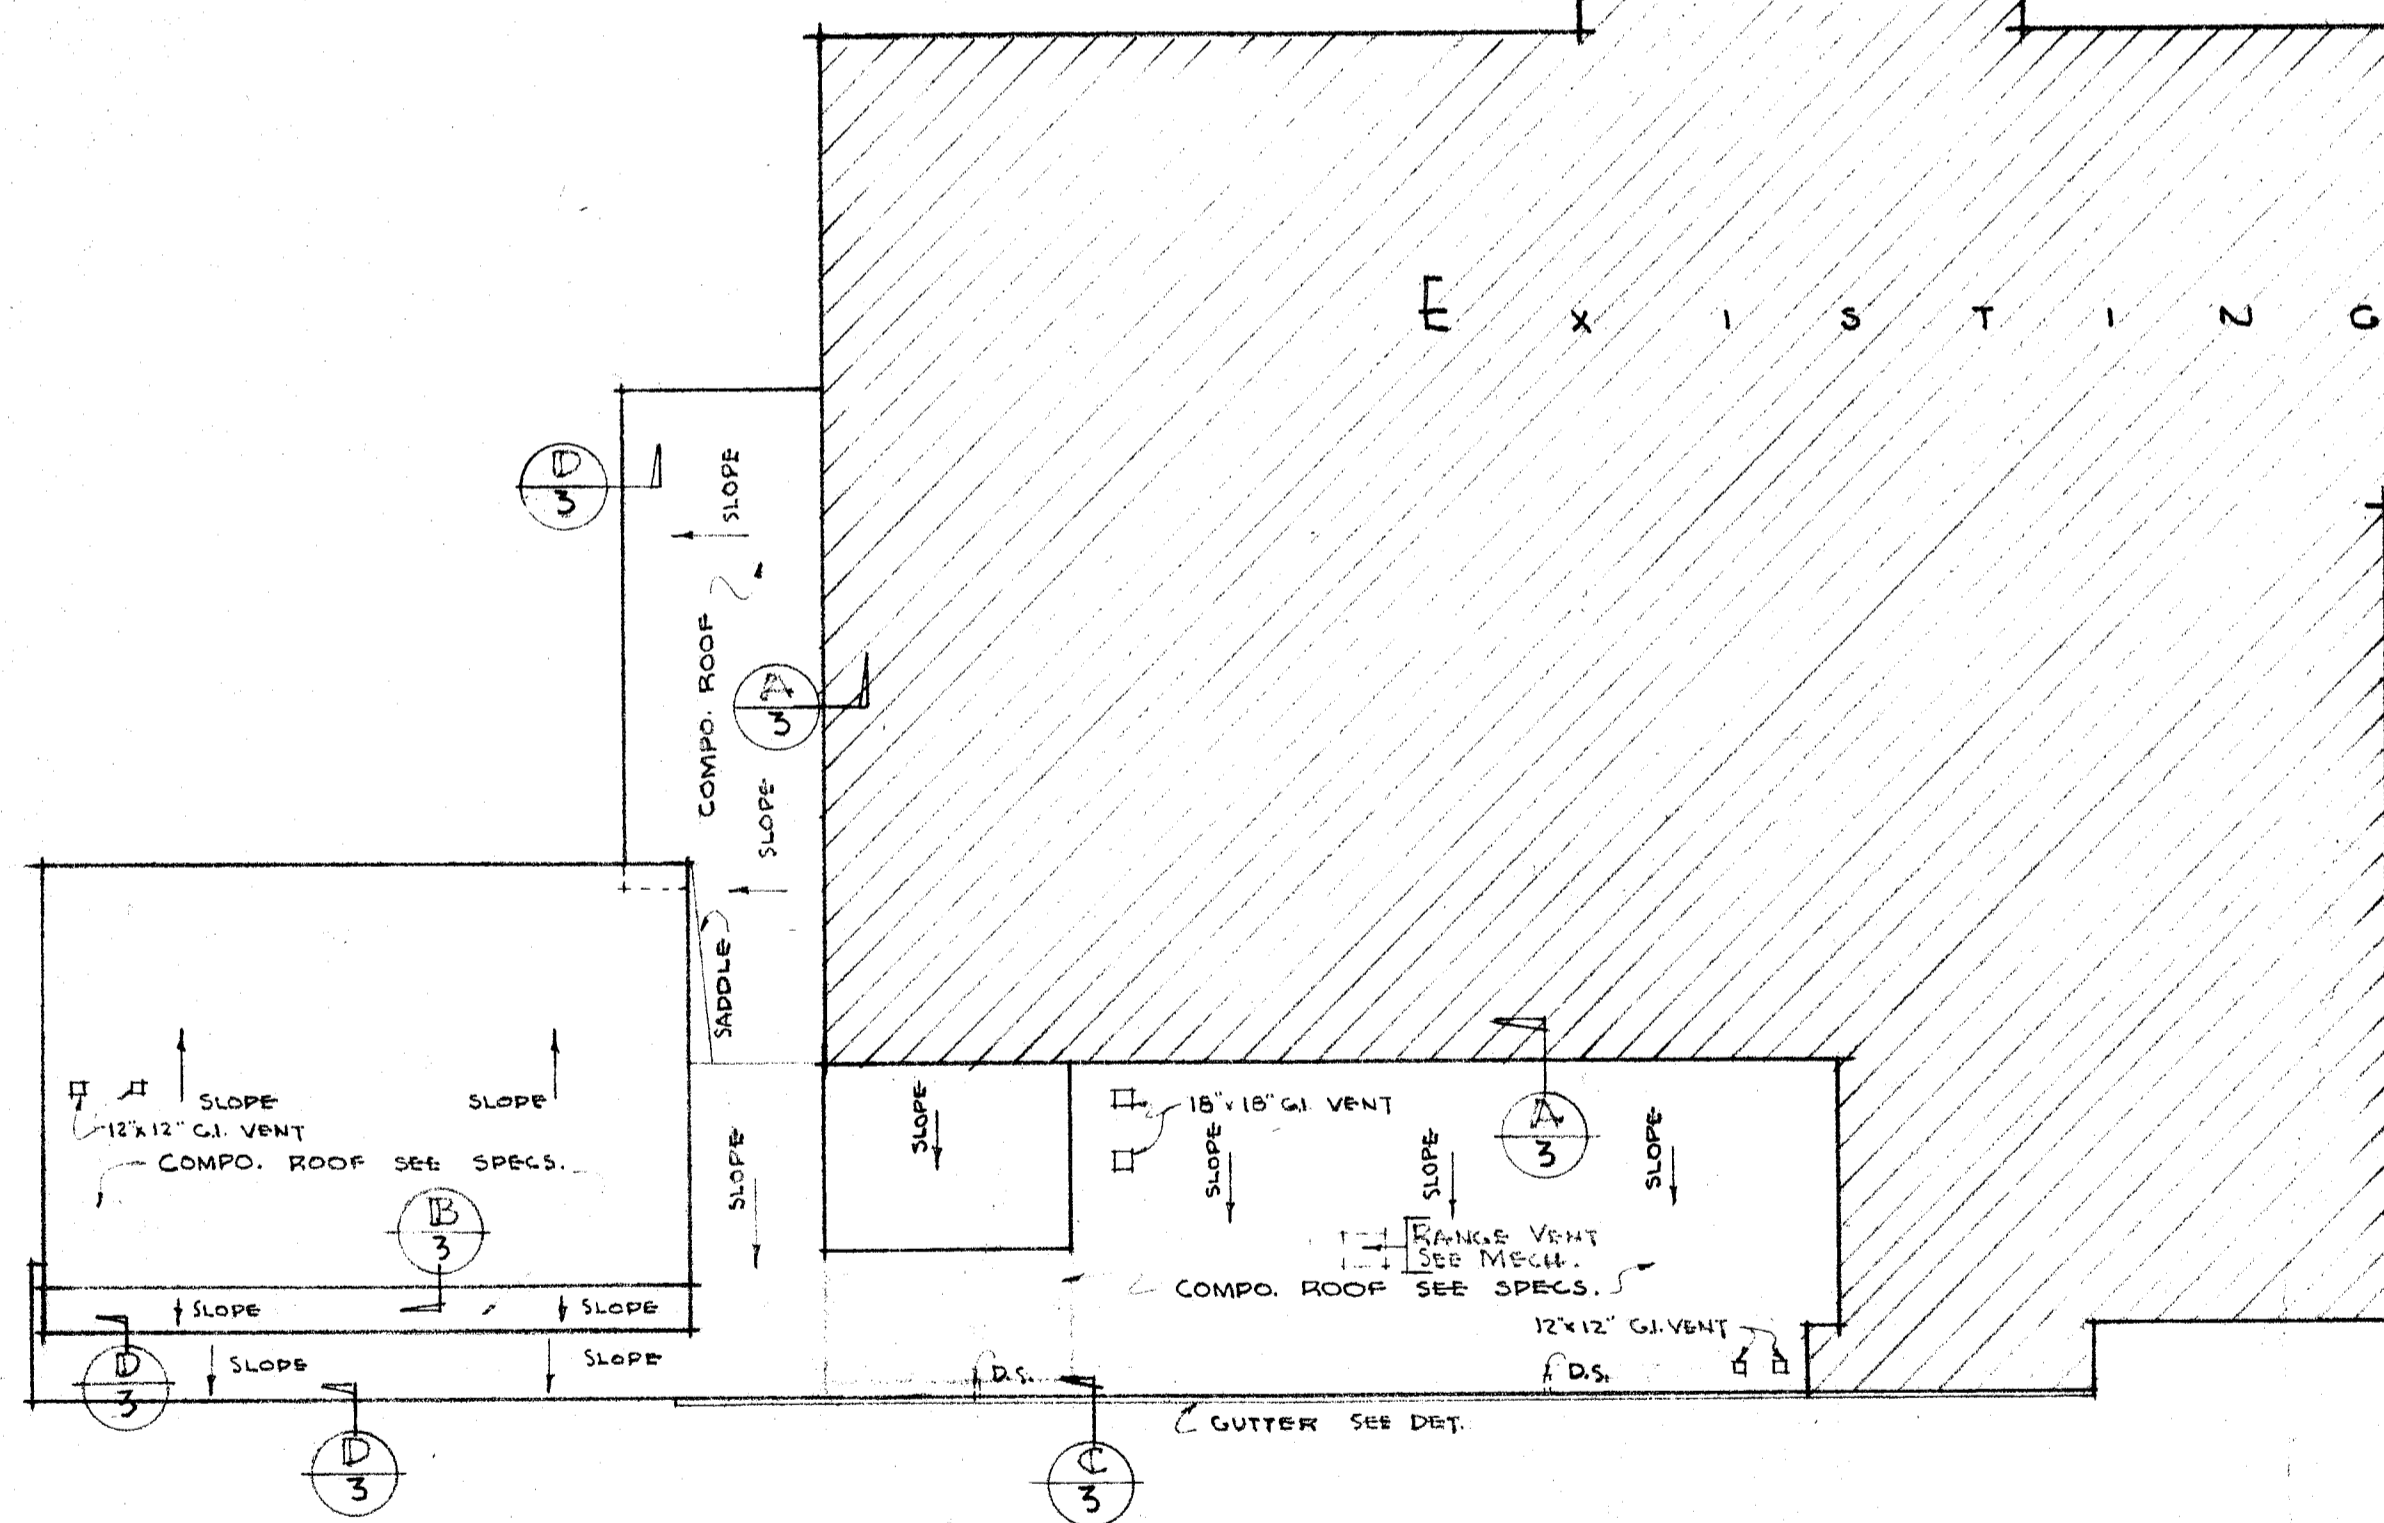 EXISTING
D
3
SLOPE
COMPO. ROOF
A
3
SLOPE
SADDLE
SLOPE
SLOPE
12"x12" G.I. VENT
COMPO. ROOF SEE SPECS.
B
3
SLOPE
SLOPE
SLOPE
SLOPE
D
3
D
3
SLOPE
SLOPE
18"x18" G.I. VENT
SLOPE
SLOPE
A
3
SLOPE
RANGE VENT
SEE MECH.
COMPO. ROOF SEE SPECS.
12"x12" G.I. VENT
D.S.
D.S.
GUTTER SEE DET.
C
3